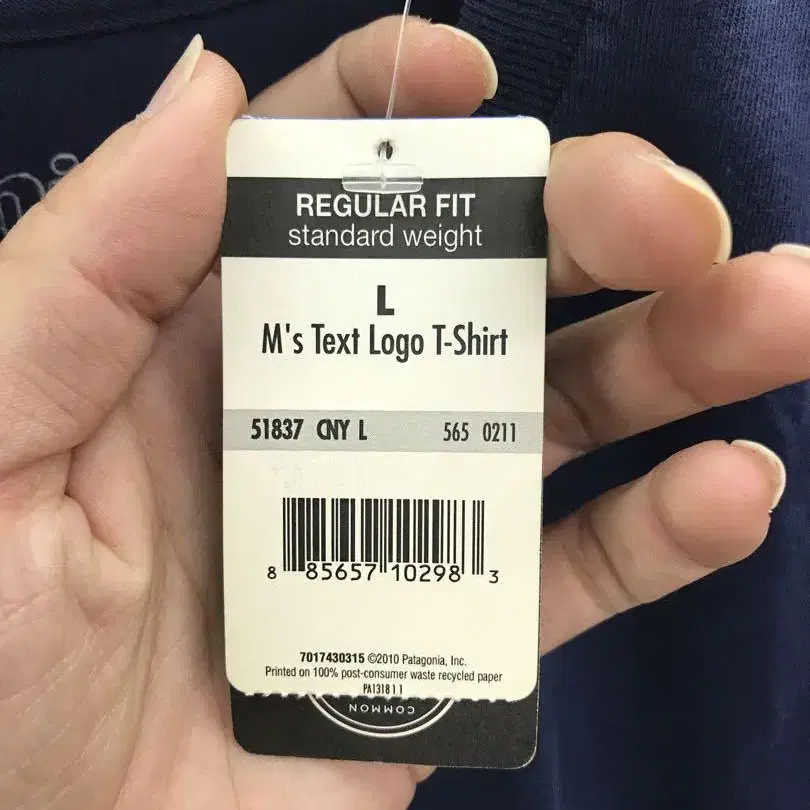 REGULAR FIT
standard weight
L
M's Text Logo T-Shirt
51837 CNY L 565 0211
8 85657 10298 3
7017430315 ©2010 Patagonia, Inc.
Printed on 100% post-consumer waste recycled paper
PA131811
COMMON